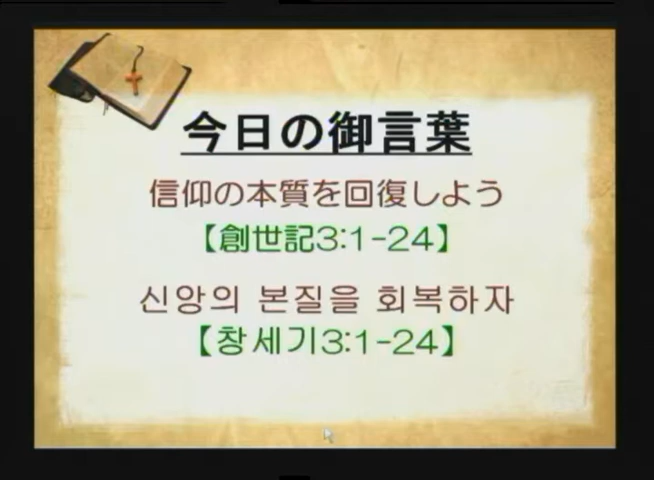 今日の御言葉
信仰の本質を回復しよう
【創世記3:1-24】
신앙의 본질을 회복하자
【창세기3:1-24】